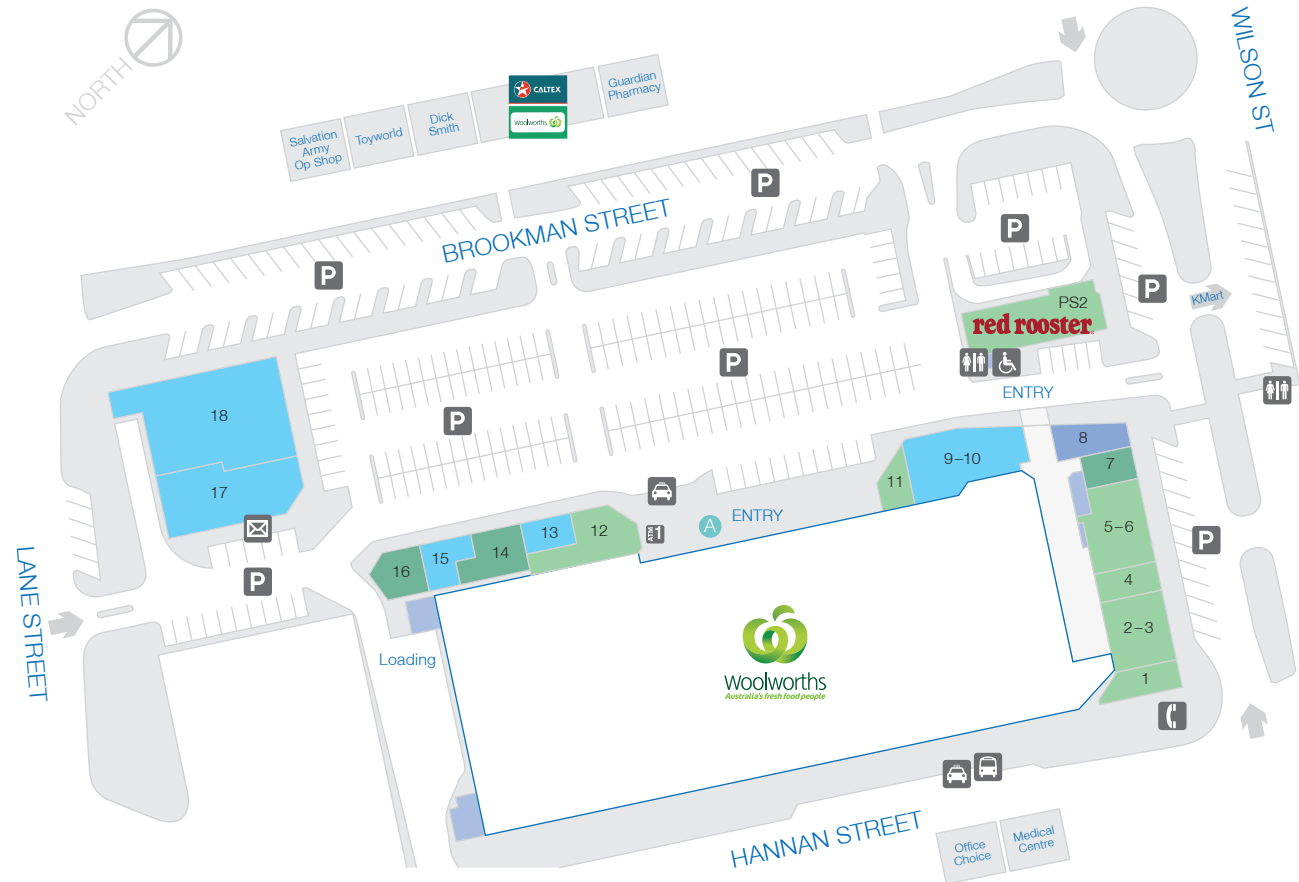 NORTH
WILSON ST
CALTEX
Woolworths
Guardian
Pharmacy
Dick
Smith
Toyworld
Salvation
Army
Op Shop
P
BROOKMAN STREET
P
P
P
KMart
PS2
red rooster
P
P
ENTRY
18
P
8
9–10
7
11
17
ENTRY
A
ATM 1
12
13
14
15
16
5–6
P
4
2–3
1
P
LANE STREET
Loading
Woolworths
Australia's fresh food people
HANNAN STREET
Office
Choice
Medical
Centre